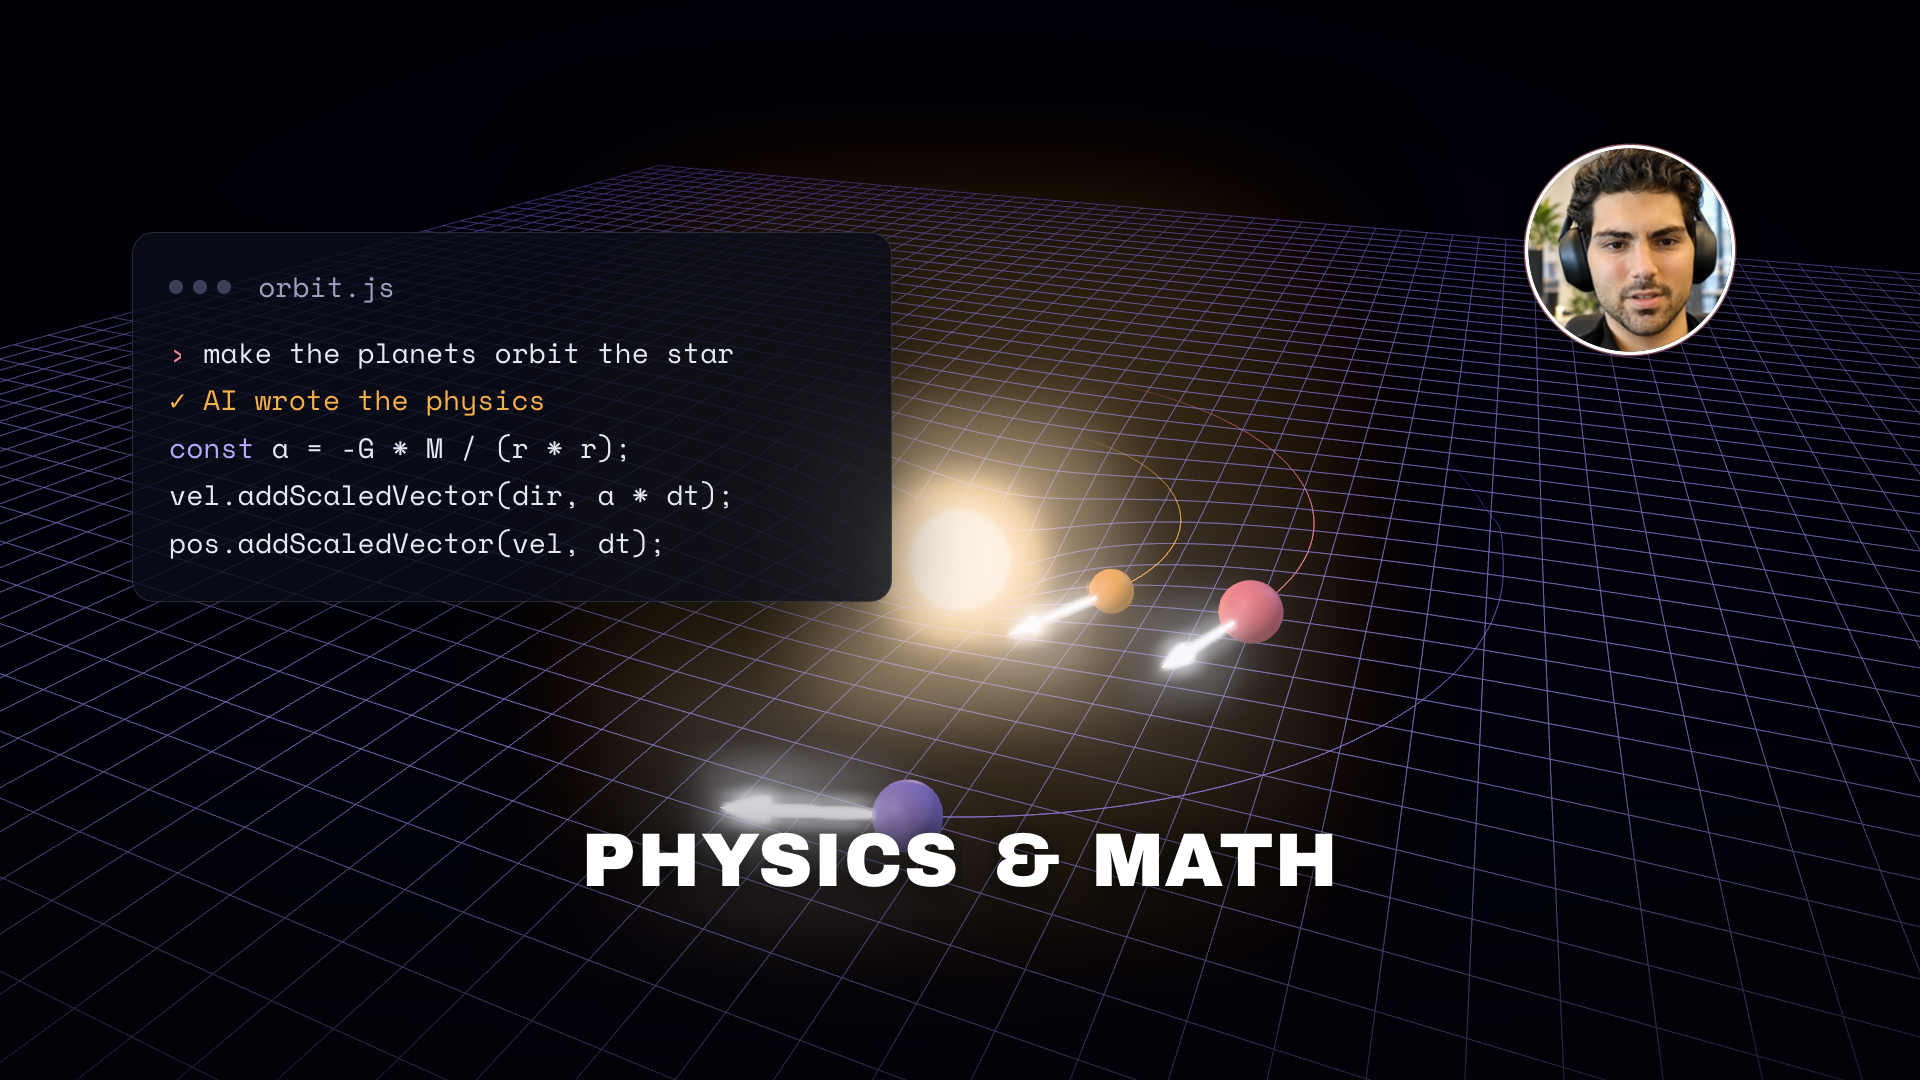 orbit.js
› make the planets orbit the star
✓ AI wrote the physics
const a = -G * M / (r * r);
vel.addScaledVector(dir, a * dt);
pos.addScaledVector(vel, dt);
PHYSICS & MATH